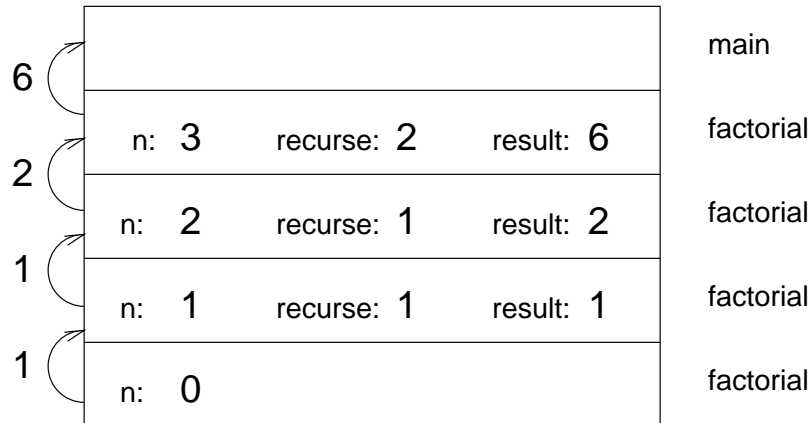 main
6
n: 3 recurse: 2 result: 6 factorial
2
n: 2 recurse: 1 result: 2 factorial
1
n: 1 recurse: 1 result: 1 factorial
1
n: 0 factorial